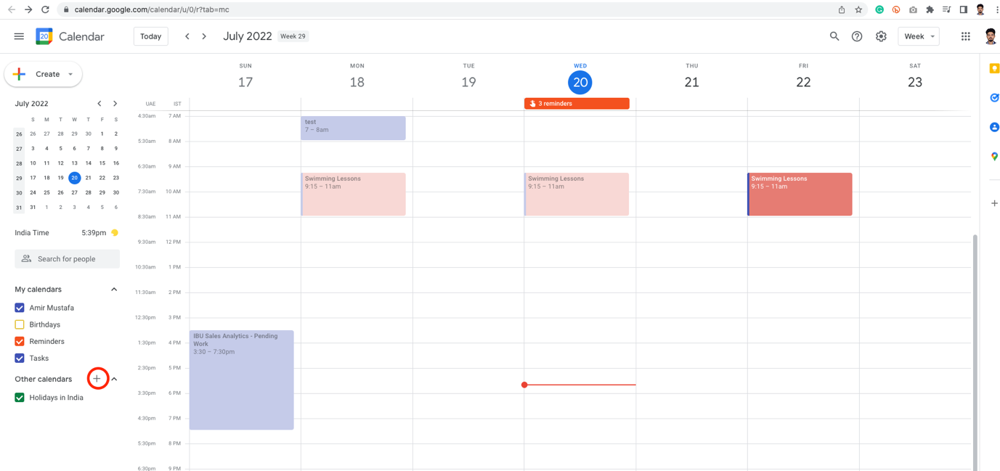 calendar.google.com/calendar/u/0/r?tab=mc
20 Calendar Today July 2022 Week 29 Week
Create
July 2022
S M T W T F S
26 26 27 28 29 30 1 2
27 3 4 5 6 7 8 9
28 10 11 12 13 14 15 16
29 17 18 19 20 21 22 23
30 24 25 26 27 28 29 30
31 31 1 2 3 4 5 6
India Time 5:39pm
Search for people
My calendars
Amir Mustafa
Birthdays
Reminders
Tasks
Other calendars
Holidays in India
SUN MON TUE WED THU FRI SAT
17 18 19 20 21 22 23
UAE IST
3 reminders
4:30am 7 AM
5:30am 8 AM
6:30am 9 AM
7:30am 10 AM
8:30am 11 AM
9:30am 12 PM
10:30am 1 PM
11:30am 2 PM
12:30pm 3 PM
1:30pm 4 PM
2:30pm 5 PM
3:30pm 6 PM
4:30pm 7 PM
5:30pm 8 PM
6:30pm 9 PM
IBU Sales Analytics - Pending
Work
3:30 – 7:30pm
test
7 – 8am
Swimming Lessons
9:15 – 11am
Swimming Lessons
9:15 – 11am
Swimming Lessons
9:15 – 11am